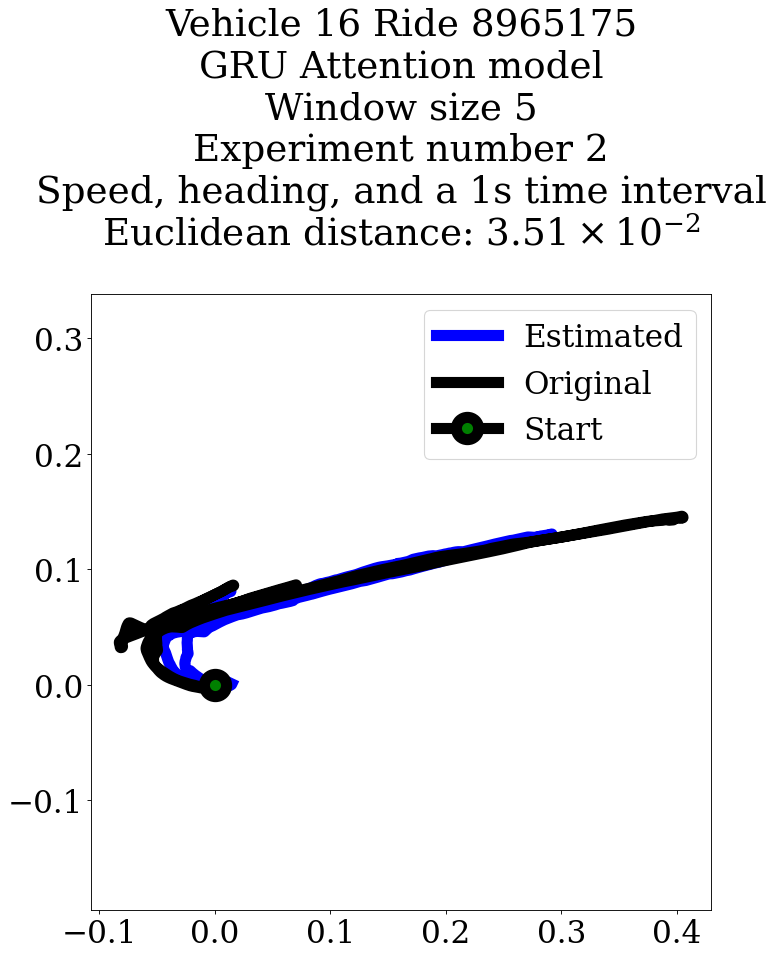 Vehicle 16 Ride 8965175
GRU Attention model
Window size 5
Experiment number 2
Speed, heading, and a 1s time interval
Euclidean distance: 3.51 × 10⁻²
Estimated
Original
Start
0.3
0.2
0.1
0.0
−0.1
−0.1 0.0 0.1 0.2 0.3 0.4